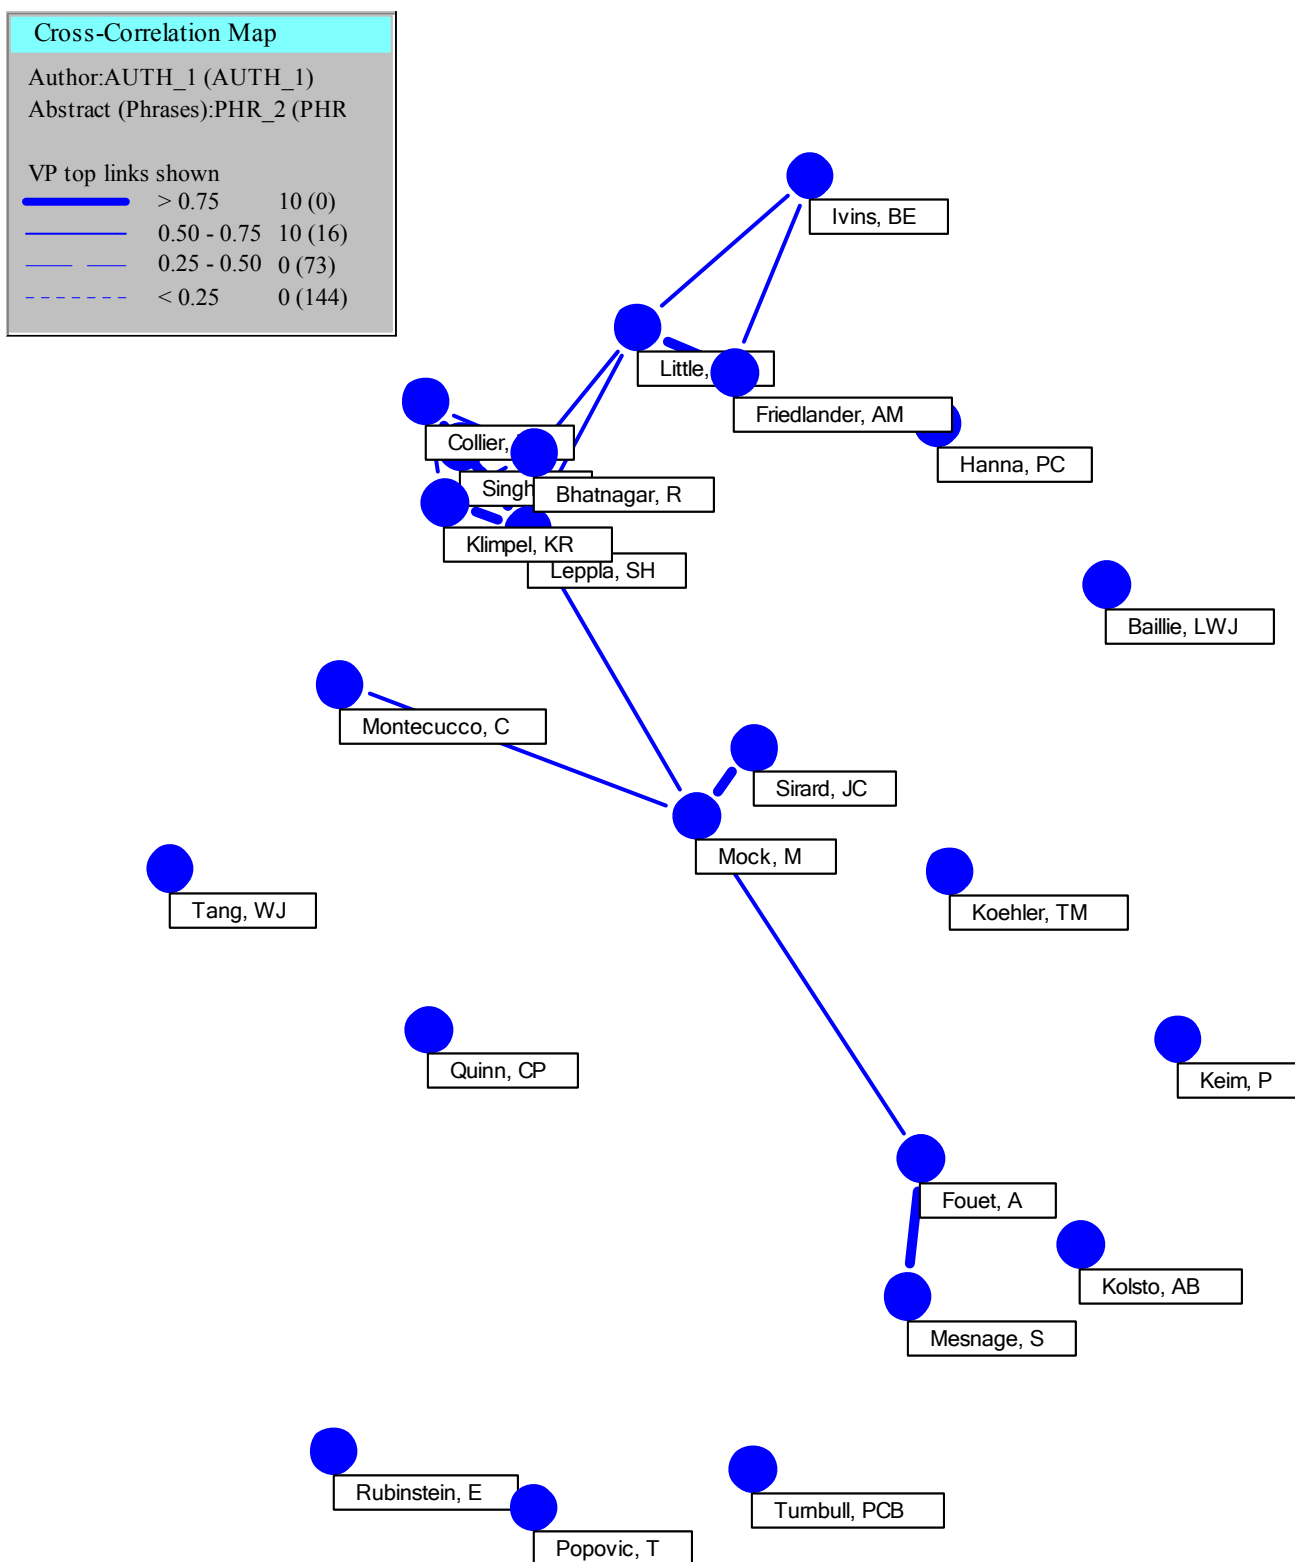 Cross-Correlation Map
Author:AUTH_1 (AUTH_1)
Abstract (Phrases):PHR_2 (PHR
VP top links shown
> 0.75 10 (0)
0.50 - 0.75 10 (16)
0.25 - 0.50 0 (73)
< 0.25 0 (144)
Ivins, BE
Little,
Friedlander, AM
Hanna, PC
Collier,
Singh
Bhatnagar, R
Klimpel, KR
Leppla, SH
Baillie, LWJ
Montecucco, C
Sirard, JC
Mock, M
Tang, WJ
Koehler, TM
Quinn, CP
Keim, P
Fouet, A
Kolsto, AB
Mesnage, S
Rubinstein, E
Turnbull, PCB
Popovic, T